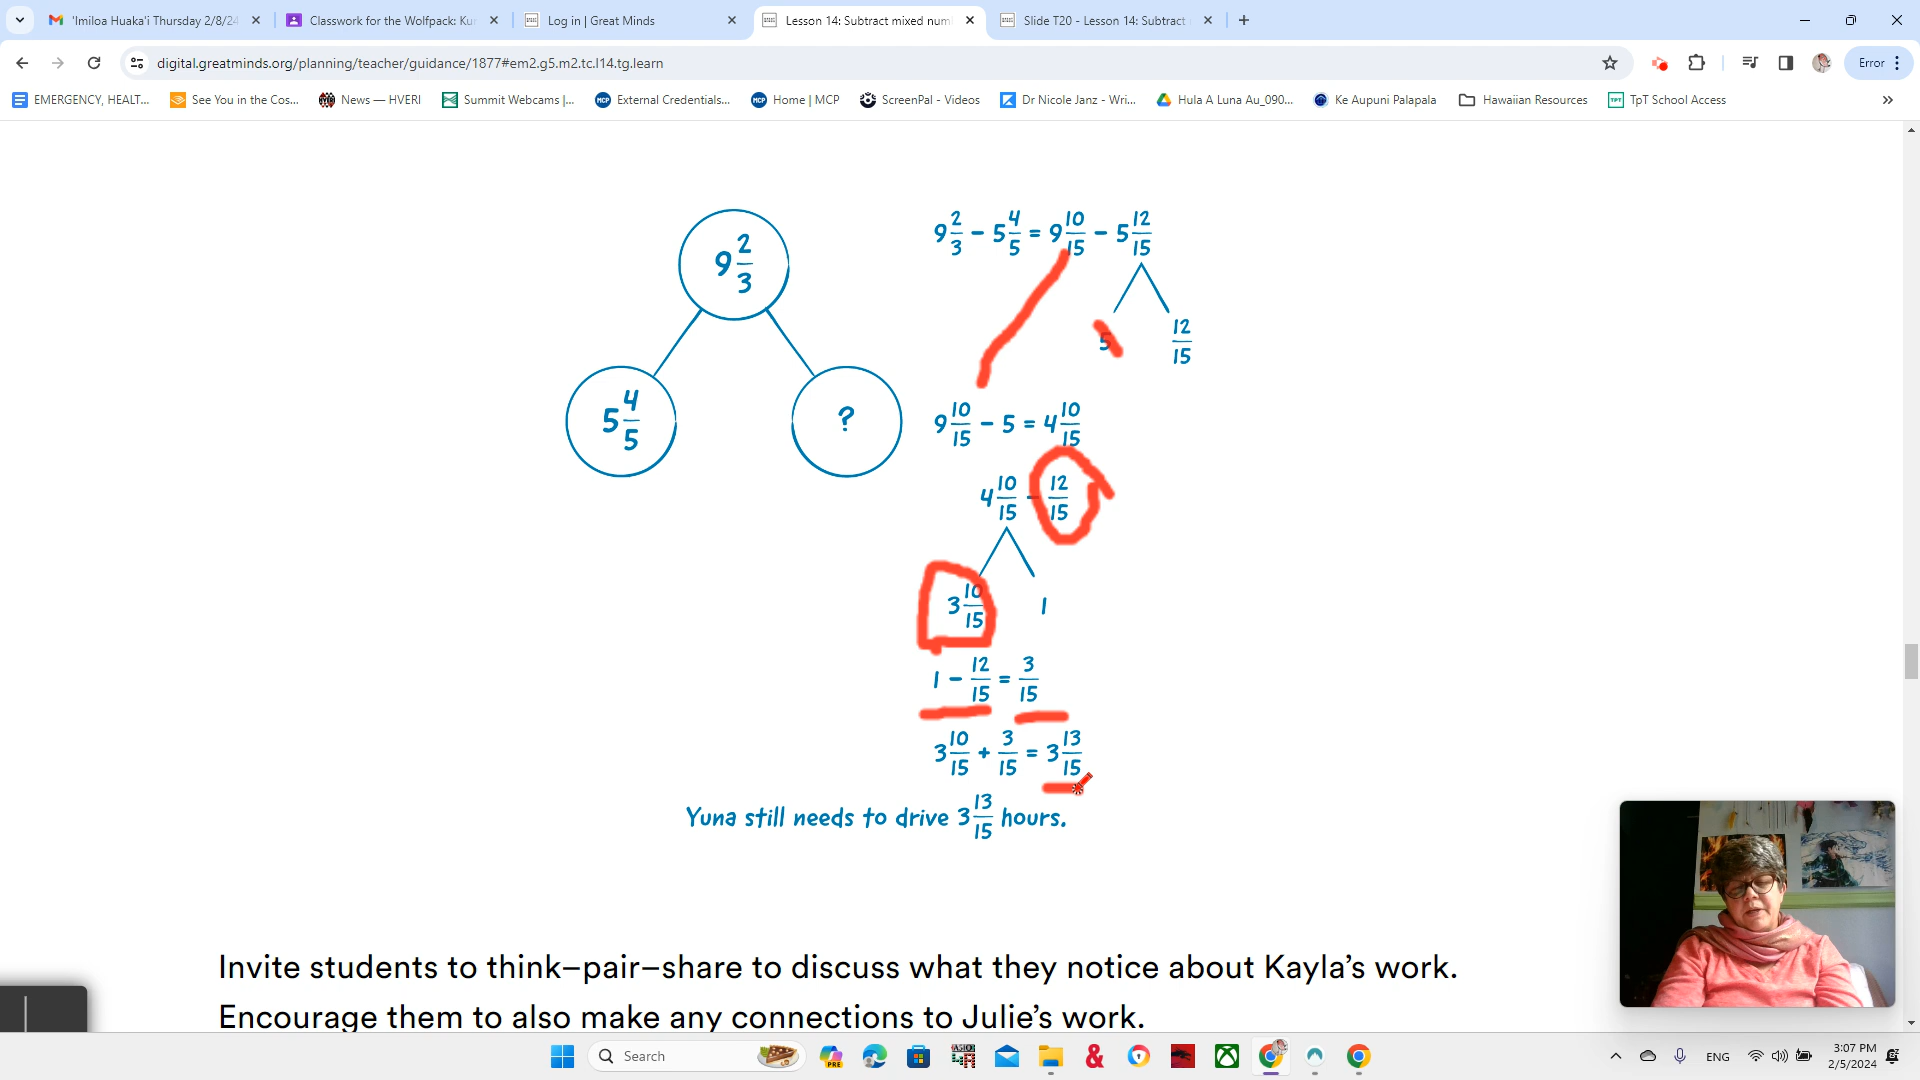 'Imiloa Huaka'i Thursday 2/8/24
Classwork for the Wolfpack: Ku
Log in | Great Minds
Lesson 14: Subtract mixed num
Slide T20 - Lesson 14: Subtract
digital.greatminds.org/planning/teacher/guidance/1877#em2.g5.m2.tc.l14.tg.learn
Error
EMERGENCY, HEALT...
See You in the Cos...
News — HVERI
Summit Webcams |...
External Credentials...
Home | MCP
ScreenPal - Videos
Dr Nicole Janz - Wri...
Hula A Luna Au_090...
Ke Aupuni Palapala
Hawaiian Resources
TpT School Access
9 2/3
5 4/5
?
9 2/3 - 5 4/5 = 9 10/15 - 5 12/15
5 12/15
9 10/15 - 5 = 4 10/15
4 10/15 - 12/15
3 10/15 1
1 - 12/15 = 3/15
3 10/15 + 3/15 = 3 13/15
Yuna still needs to drive 3 13/15 hours.
Invite students to think–pair–share to discuss what they notice about Kayla’s work.
Encourage them to also make any connections to Julie’s work.
Search
ENG
3:07 PM
2/5/2024